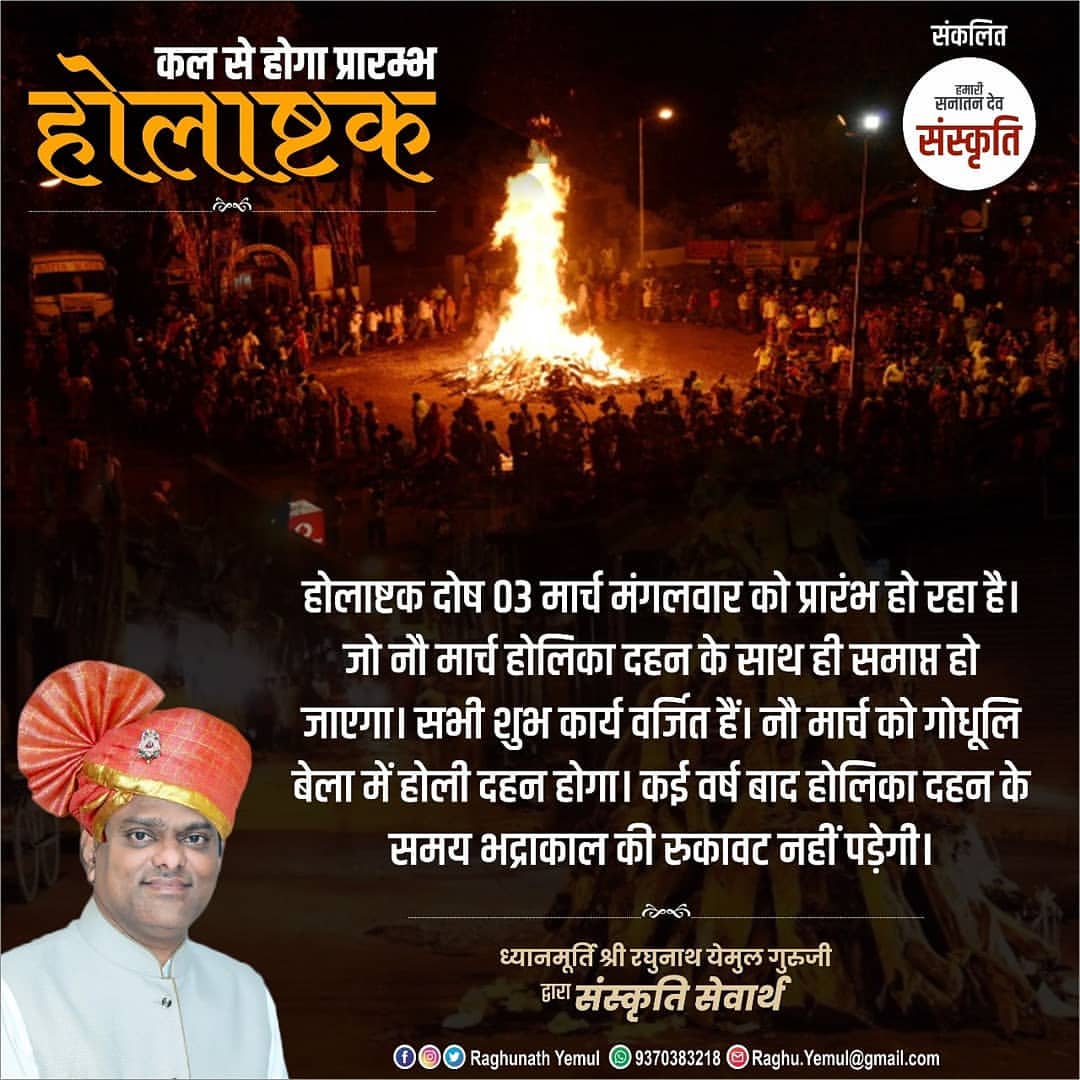 कल से होगा प्रारम्भ
होलाष्टक
संकलित
हमारी
सनातन देव
संस्कृति
होलाष्टक दोष 03 मार्च मंगलवार को प्रारंभ हो रहा है।
जो नौ मार्च होलिका दहन के साथ ही समाप्त हो
जाएगा। सभी शुभ कार्य वर्जित हैं। नौ मार्च को गोधूलि
बेला में होली दहन होगा। कई वर्ष बाद होलिका दहन के
समय भद्राकाल की रुकावट नहीं पड़ेगी।
ध्यानमूर्ति श्री रघुनाथ येमुल गुरुजी
द्वारा संस्कृति सेवार्थ
Raghunath Yemul 9370383218 Raghu.Yemul@gmail.com